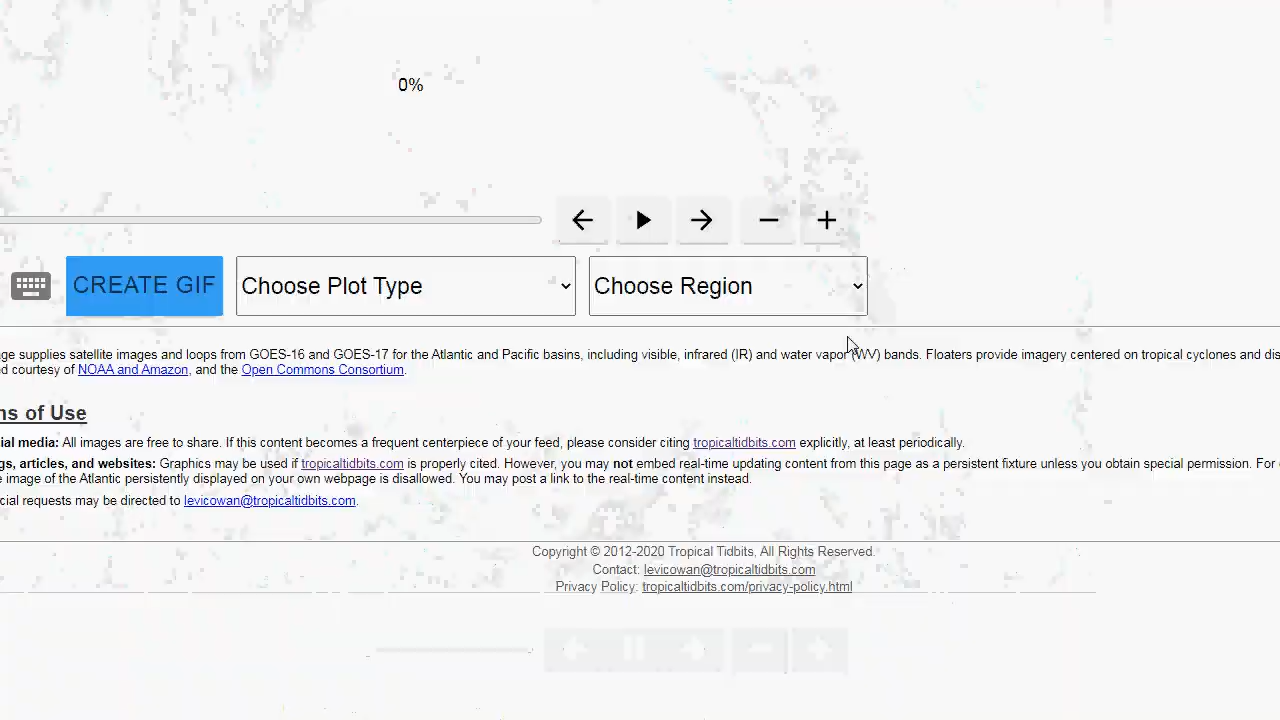 0%
CREATE GIF Choose Plot Type Choose Region
ge supplies satellite images and loops from GOES-16 and GOES-17 for the Atlantic and Pacific basins, including visible, infrared (IR) and water vapor (WV) bands. Floaters provide imagery centered on tropical cyclones and dis
d courtesy of NOAA and Amazon, and the Open Commons Consortium.
ns of Use
ial media: All images are free to share. If this content becomes a frequent centerpiece of your feed, please consider citing tropicaltidbits.com explicitly, at least periodically.
gs, articles, and websites: Graphics may be used if tropicaltidbits.com is properly cited. However, you may not embed real-time updating content from this page as a persistent fixture unless you obtain special permission. For
e image of the Atlantic persistently displayed on your own webpage is disallowed. You may post a link to the real-time content instead.
cial requests may be directed to levicowan@tropicaltidbits.com.
Copyright © 2012-2020 Tropical Tidbits, All Rights Reserved.
Contact: levicowan@tropicaltidbits.com
Privacy Policy: tropicaltidbits.com/privacy-policy.html